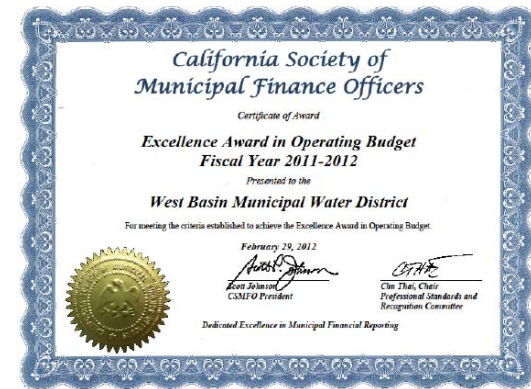 California Society of
Municipal Finance Officers
Certificate of Award
Excellence Award in Operating Budget
Fiscal Year 2011-2012
Presented to the
West Basin Municipal Water District
For meeting the criteria established to achieve the Excellence Award in Operating Budget
February 29, 2012
Scott Johnson
CSMFO President
Chu Thai, Chair
Professional Standards and
Recognition Committee
Dedicated Excellence in Municipal Financial Reporting